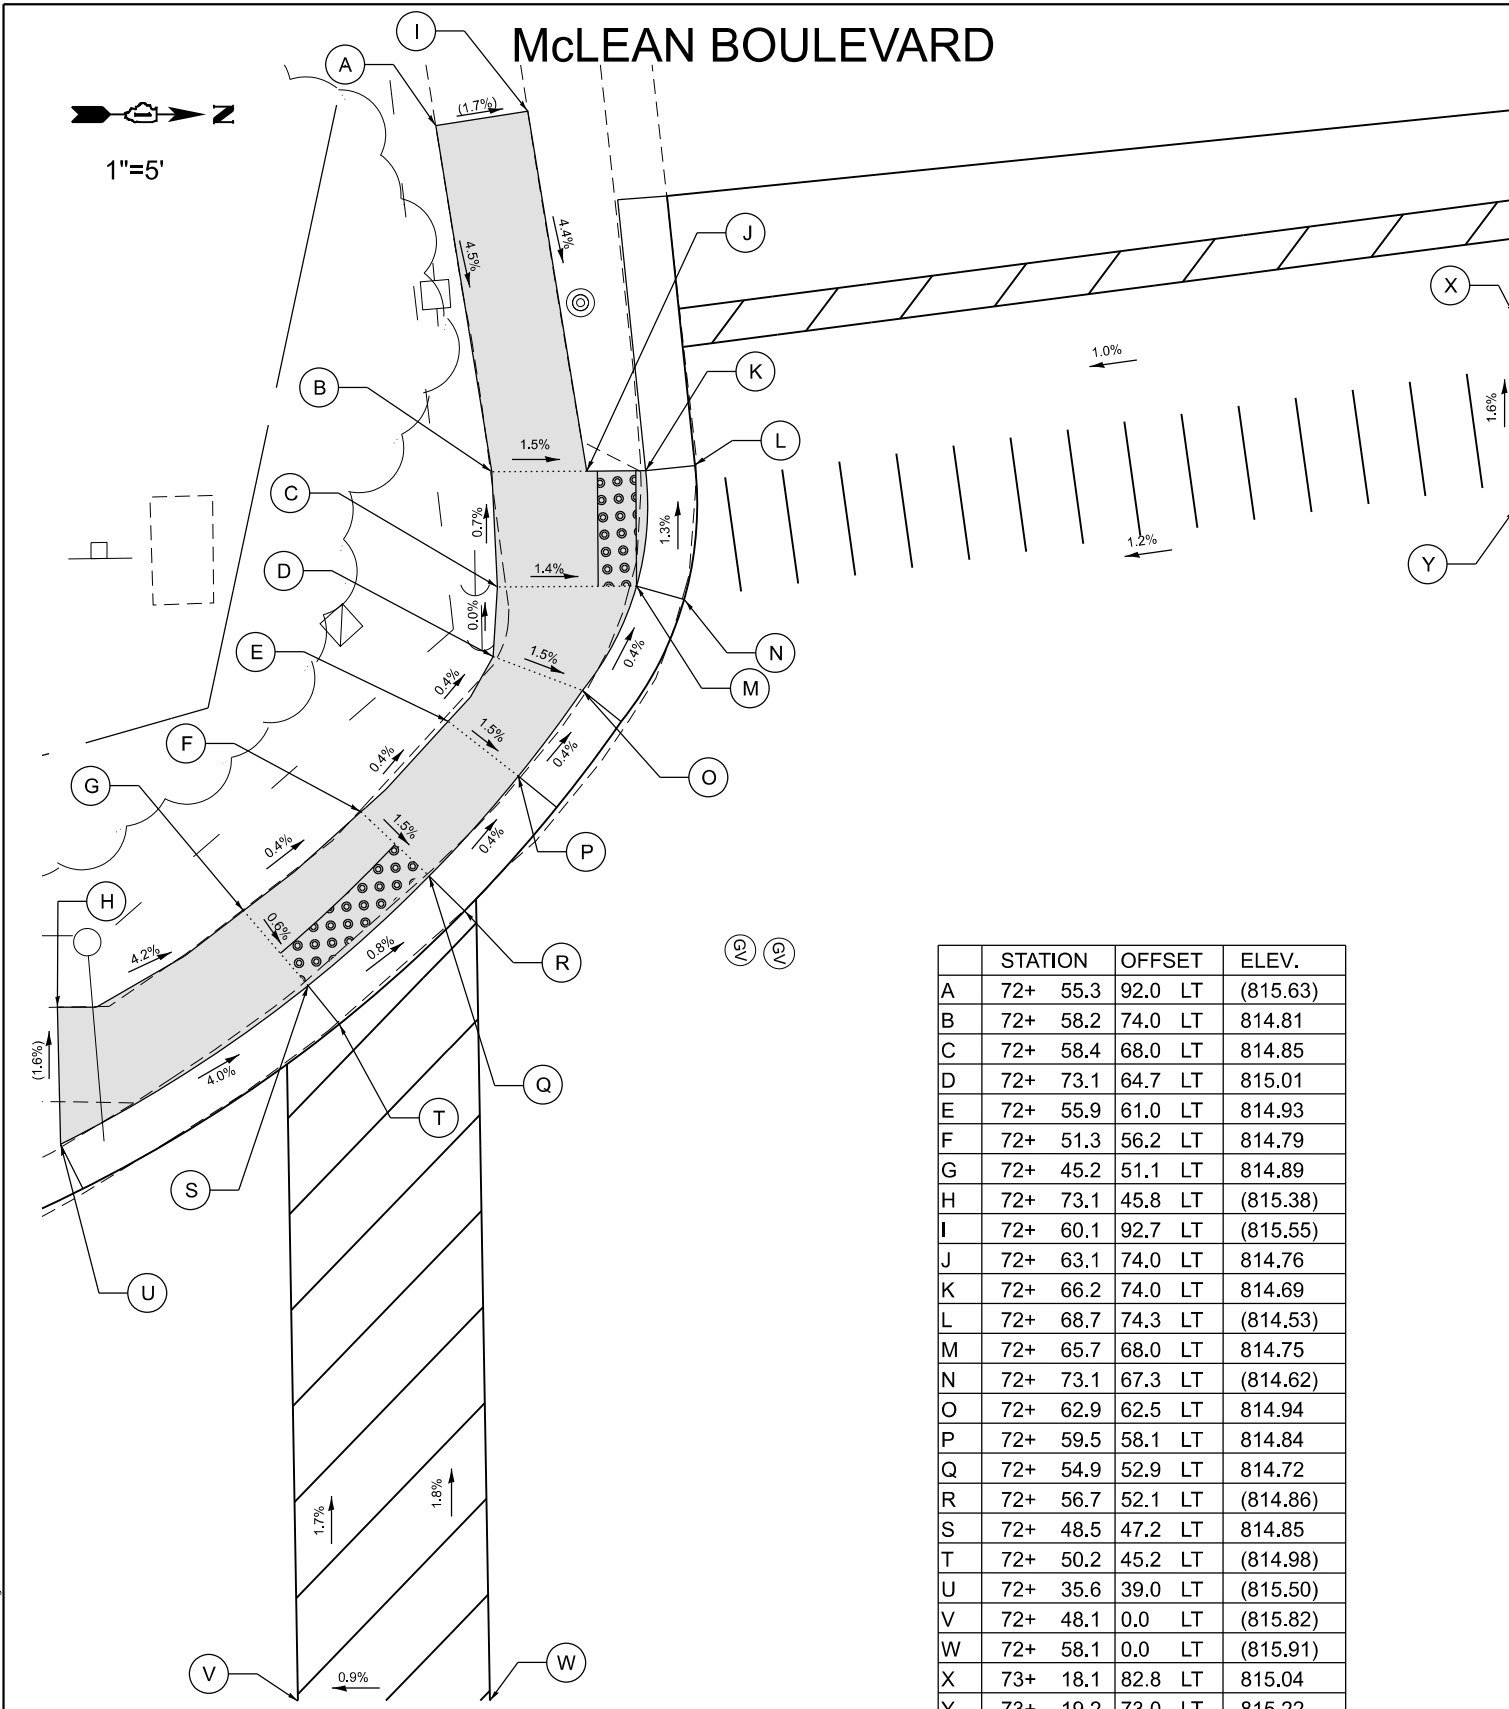 McLEAN BOULEVARD
I
A
(1.7%)
N
1"=5'
J
4.4%
4.5%
X
1.0%
K
B
1.6%
L
1.5%
C
0.7%
1.3%
1.2%
Y
D
1.4%
0.0%
N
E
1.5%
0.4%
0.4%
M
F
1.5%
0.4%
0.4%
O
G
1.5%
0.4%
0.4%
P
H
0.6%
0.8%
4.2%
R
GV GV
(1.6%)
4.0%
Q
T
S
U
1.7%
1.8%
V
0.9%
W
STATION OFFSET ELEV.
A 72+ 55.3 92.0 LT (815.63)
B 72+ 58.2 74.0 LT 814.81
C 72+ 58.4 68.0 LT 814.85
D 72+ 73.1 64.7 LT 815.01
E 72+ 55.9 61.0 LT 814.93
F 72+ 51.3 56.2 LT 814.79
G 72+ 45.2 51.1 LT 814.89
H 72+ 73.1 45.8 LT (815.38)
I 72+ 60.1 92.7 LT (815.55)
J 72+ 63.1 74.0 LT 814.76
K 72+ 66.2 74.0 LT 814.69
L 72+ 68.7 74.3 LT (814.53)
M 72+ 65.7 68.0 LT 814.75
N 72+ 73.1 67.3 LT (814.62)
O 72+ 62.9 62.5 LT 814.94
P 72+ 59.5 58.1 LT 814.84
Q 72+ 54.9 52.9 LT 814.72
R 72+ 56.7 52.1 LT (814.86)
S 72+ 48.5 47.2 LT 814.85
T 72+ 50.2 45.2 LT (814.98)
U 72+ 35.6 39.0 LT (815.50)
V 72+ 48.1 0.0 LT (815.82)
W 72+ 58.1 0.0 LT (815.91)
X 73+ 18.1 82.8 LT 815.04
Y 73+ 19.2 73.0 LT 815.22